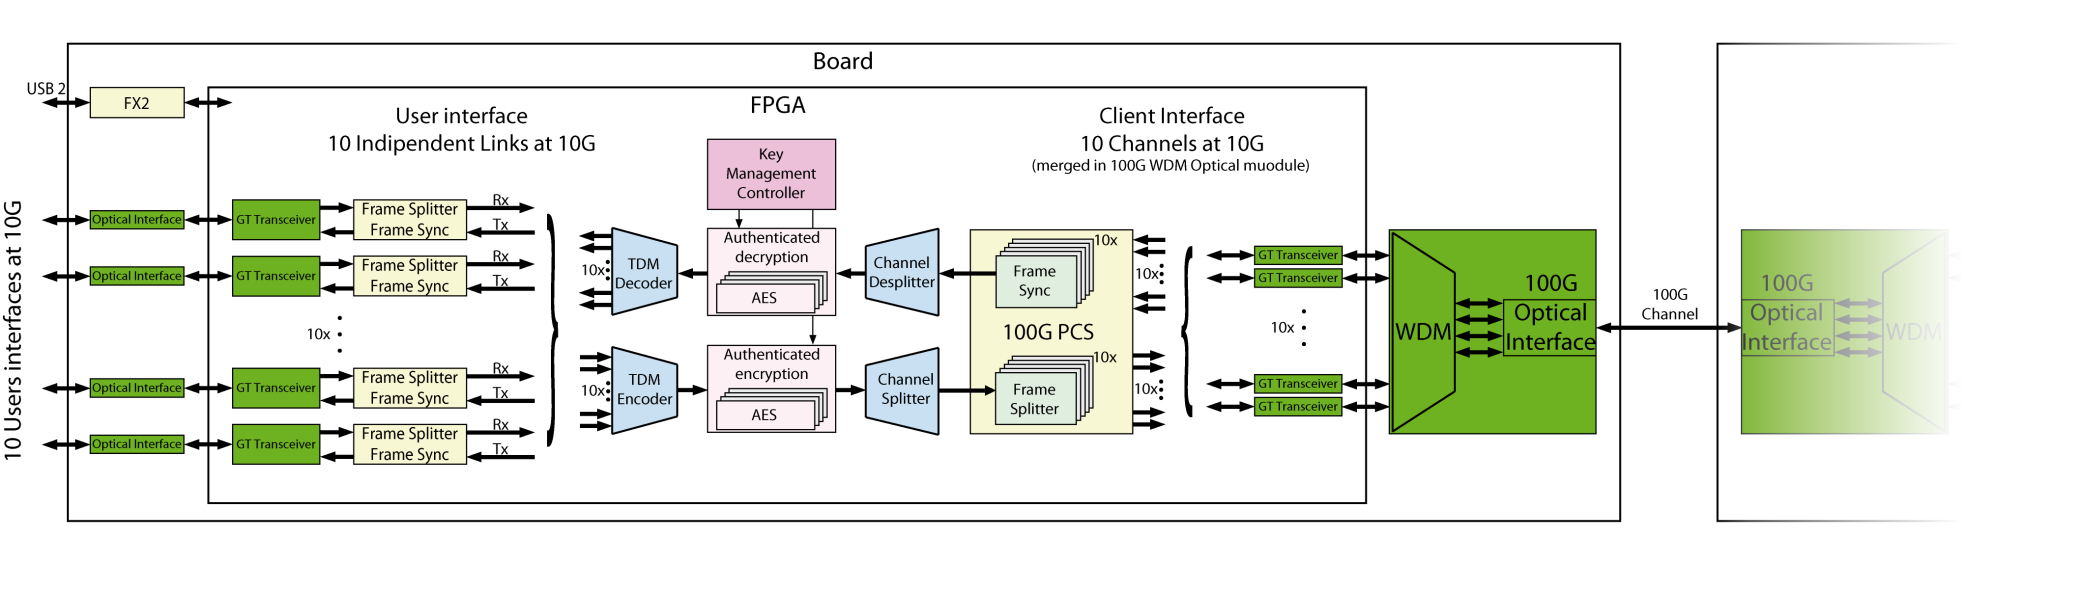 Board
USB 2
FX2
FPGA
User interface
10 Indipendent Links at 10G
Client Interface
10 Channels at 10G
(merged in 100G WDM Optical muodule)
Key
Management
Controller
10 Users interfaces at 10G
Optical Interface
GT Transceiver
Frame Splitter
Frame Sync
Rx
Tx
Optical Interface
GT Transceiver
Frame Splitter
Frame Sync
Rx
Tx
10x
Optical Interface
GT Transceiver
Frame Splitter
Frame Sync
Rx
Tx
Optical Interface
GT Transceiver
Frame Splitter
Frame Sync
Rx
Tx
10x
TDM
Decoder
Authenticated
decryption
AES
Channel
Desplitter
10x
Frame
Sync
10x
100G PCS
10x
TDM
Encoder
Authenticated
encryption
AES
Channel
Splitter
10x
Frame
Splitter
10x
GT Transceiver
GT Transceiver
10x
GT Transceiver
GT Transceiver
WDM
100G
Optical
Interface
100G
Channel
100G
Optical
Interface
WDM